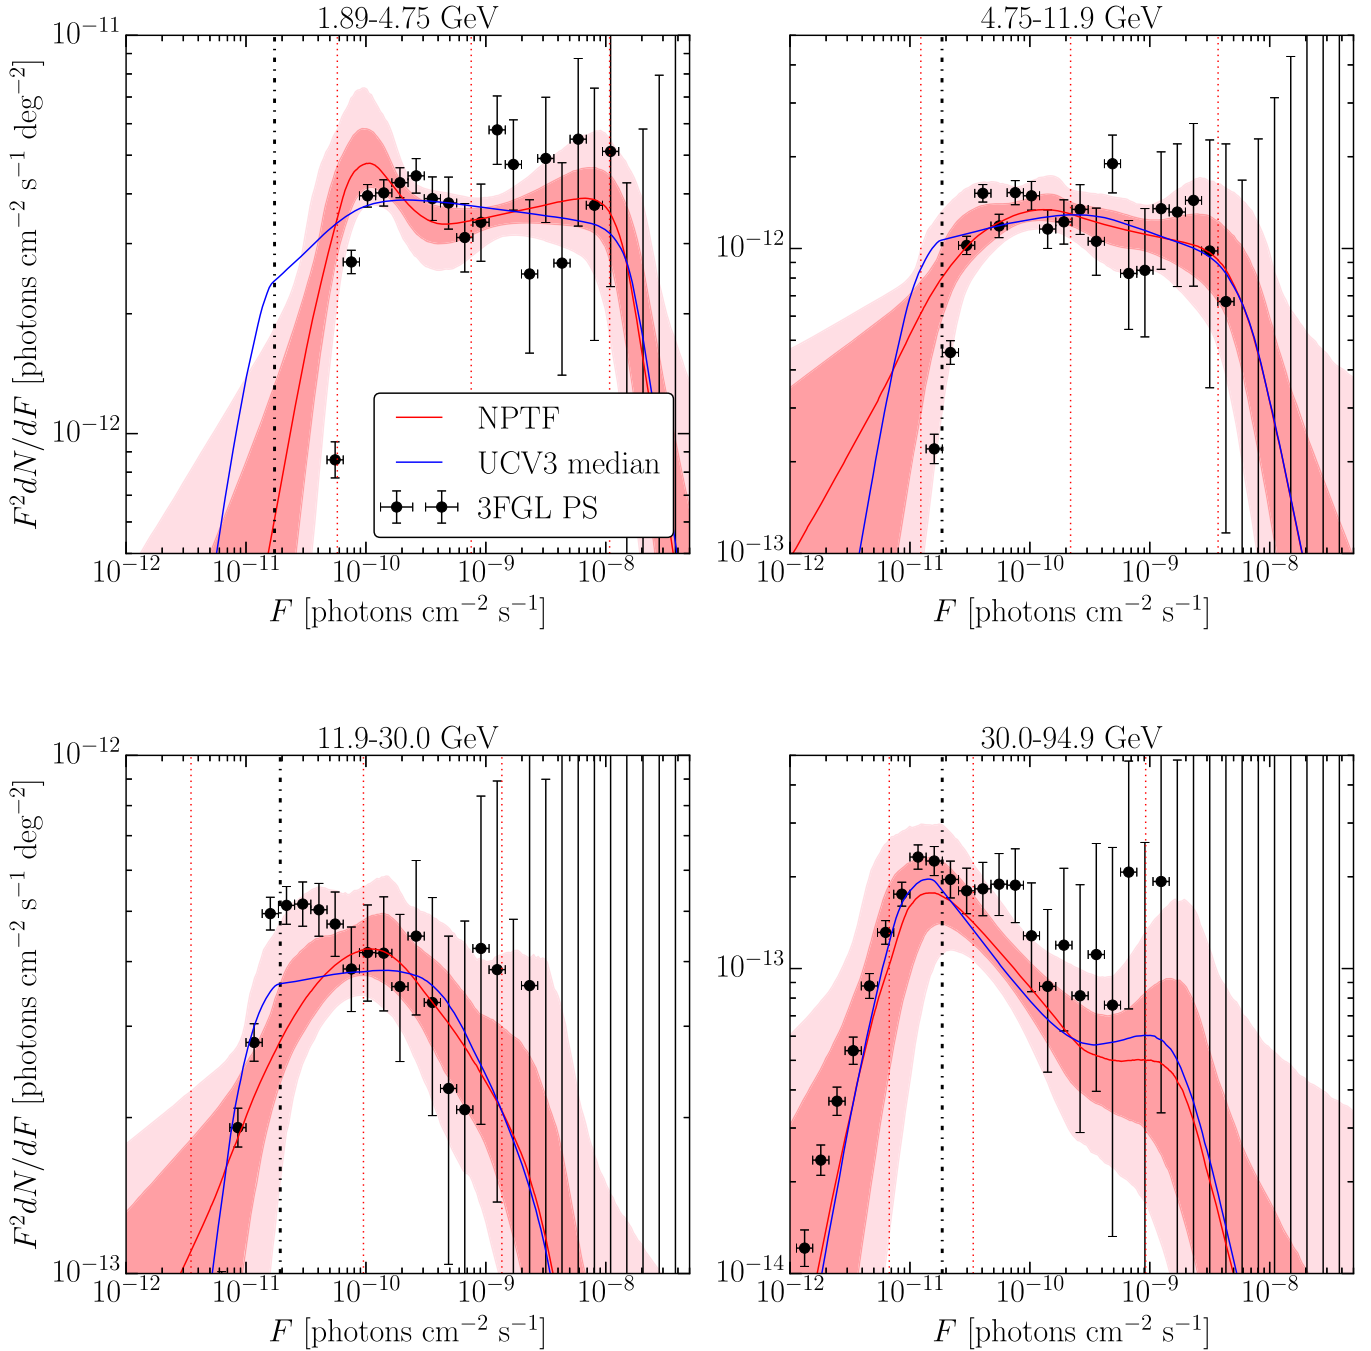 1.89-4.75 GeV
10⁻¹¹
10⁻¹²
F²dN/dF [photons cm⁻² s⁻¹ deg⁻²]
NPTF
UCV3 median
3FGL PS
10⁻¹² 10⁻¹¹ 10⁻¹⁰ 10⁻⁹ 10⁻⁸
F [photons cm⁻² s⁻¹]
4.75-11.9 GeV
10⁻¹²
10⁻¹³
10⁻¹² 10⁻¹¹ 10⁻¹⁰ 10⁻⁹ 10⁻⁸
F [photons cm⁻² s⁻¹]
11.9-30.0 GeV
10⁻¹²
10⁻¹³
F²dN/dF [photons cm⁻² s⁻¹ deg⁻²]
10⁻¹² 10⁻¹¹ 10⁻¹⁰ 10⁻⁹ 10⁻⁸
F [photons cm⁻² s⁻¹]
30.0-94.9 GeV
10⁻¹³
10⁻¹⁴
10⁻¹² 10⁻¹¹ 10⁻¹⁰ 10⁻⁹ 10⁻⁸
F [photons cm⁻² s⁻¹]